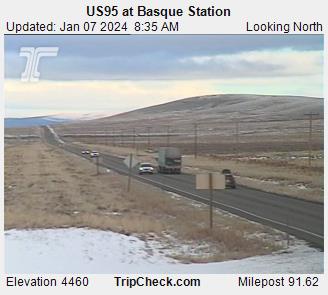 US95 at Basque Station
Updated: Jan 07 2024 8:35 AM Looking North
Elevation 4460 TripCheck.com Milepost 91.62